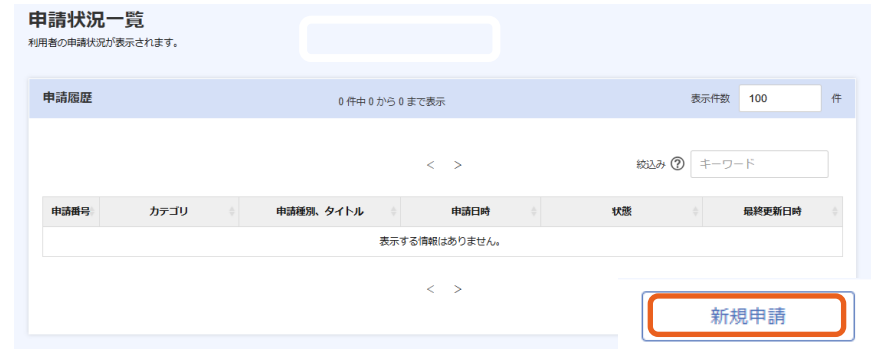 申請状況一覧
利用者の申請状況が表示されます。
申請履歴 0 件中 0 から 0 まで表示 表示件数 100 件
< > 絞込み ? キーワード
申請番号 カテゴリ 申請種別、タイトル 申請日時 状態 最終更新日時
表示する情報はありません。
< >
新規申請